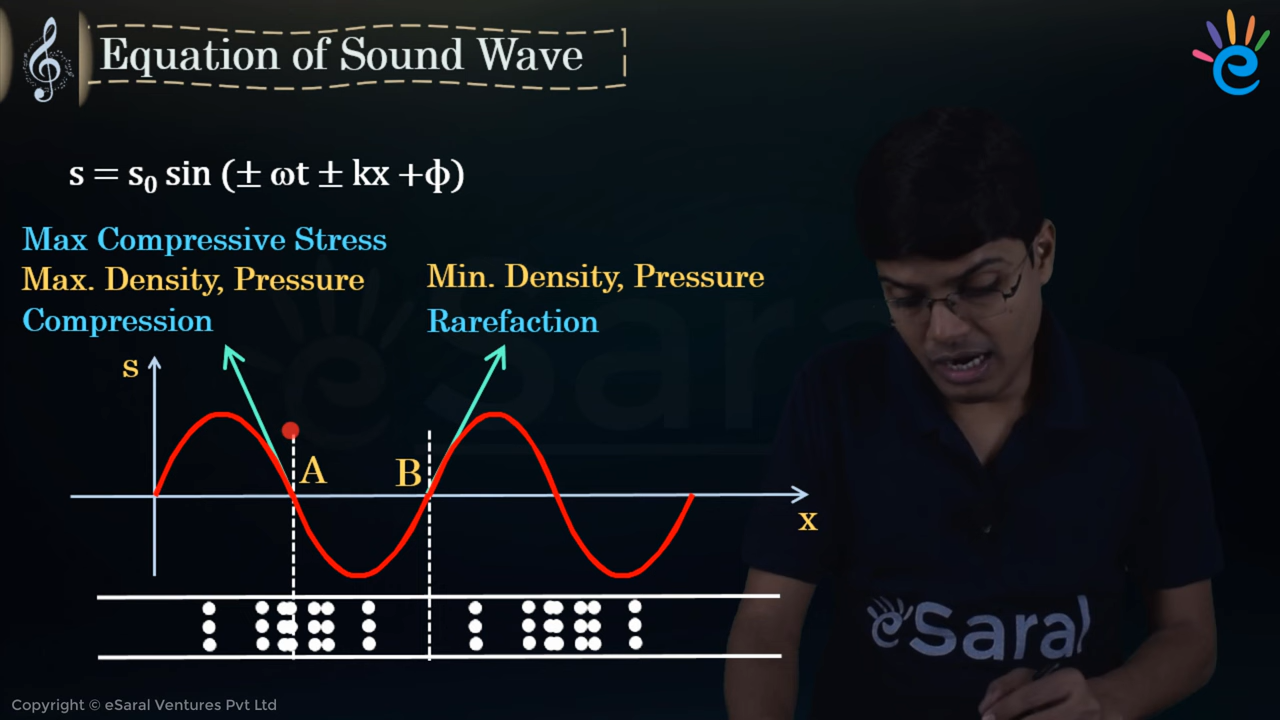 Equation of Sound Wave
s = s₀ sin (± ωt ± kx +ϕ)
Max Compressive Stress
Max. Density, Pressure
Compression
Min. Density, Pressure
Rarefaction
s
A
B
x
eSaral
Copyright © eSaral Ventures Pvt Ltd